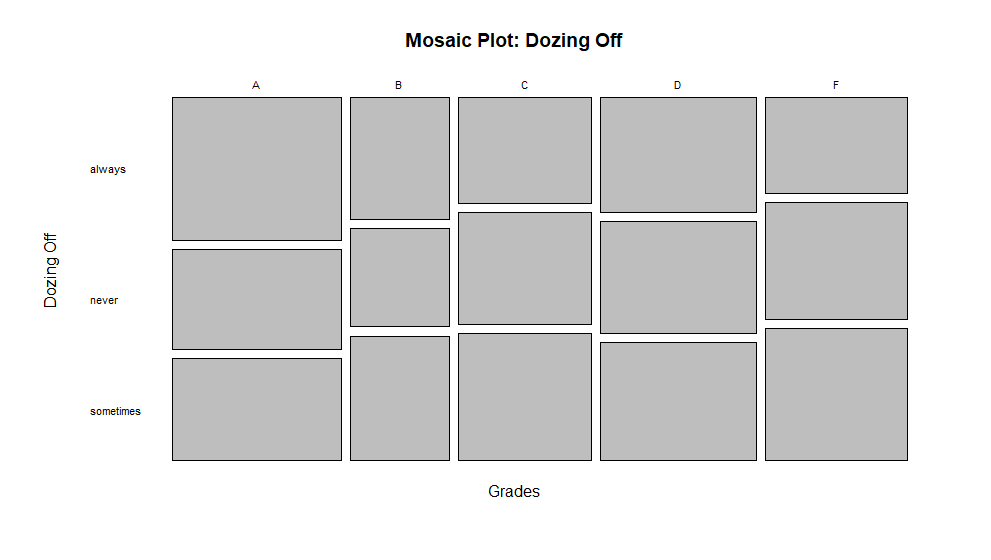 Mosaic Plot: Dozing Off
A B C D F
always
never
sometimes
Dozing Off
Grades